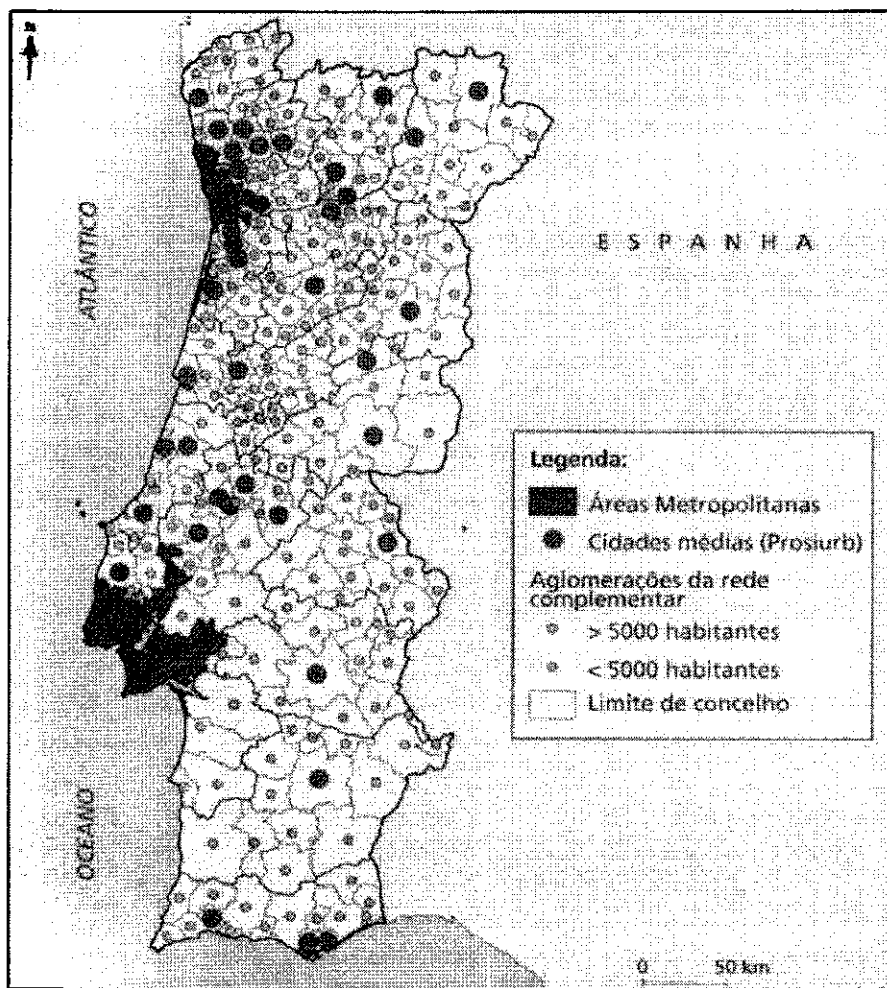 N
ATLÂNTICO
E S P A N H A
Legenda:
Áreas Metropolitanas
Cidades médias (Prosiurb)
Aglomerações da rede
complementar
> 5000 habitantes
< 5000 habitantes
Limite de concelho
OCEANO
0 50 km